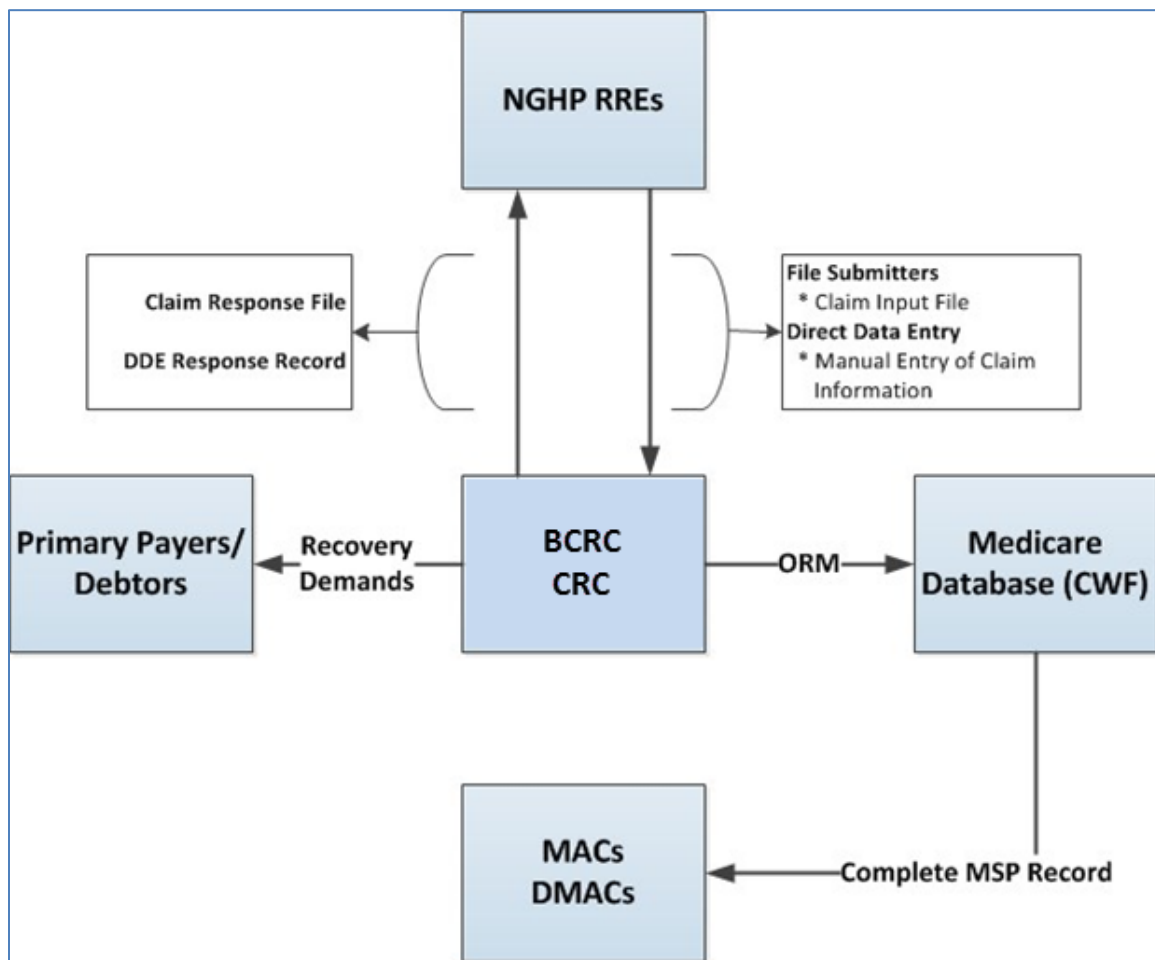 NGHP RREs
Claim Response File
DDE Response Record
File Submitters
* Claim Input File
Direct Data Entry
* Manual Entry of Claim
Information
Primary Payers/
Debtors
Recovery
Demands
BCRC
CRC
ORM
Medicare
Database (CWF)
MACs
DMACs
Complete MSP Record